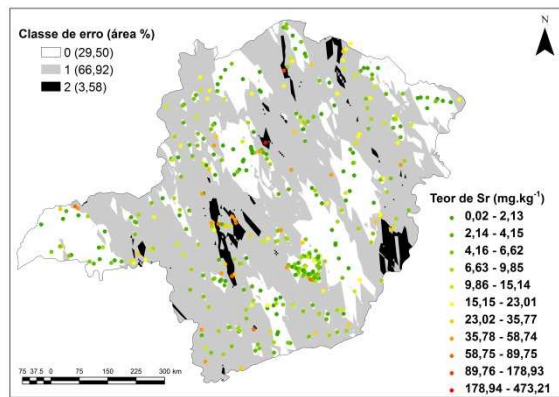 Classe de erro (área %)
0 (29,50)
1 (66,92)
2 (3,58)
N
Teor de Sr (mg.kg-1)
0,02 - 2,13
2,14 - 4,15
4,16 - 6,62
6,63 - 9,85
9,86 - 15,14
15,15 - 23,01
23,02 - 35,77
35,78 - 58,74
58,75 - 89,75
89,76 - 178,93
178,94 - 473,21
75 37.5 0 75 150 225 300 km